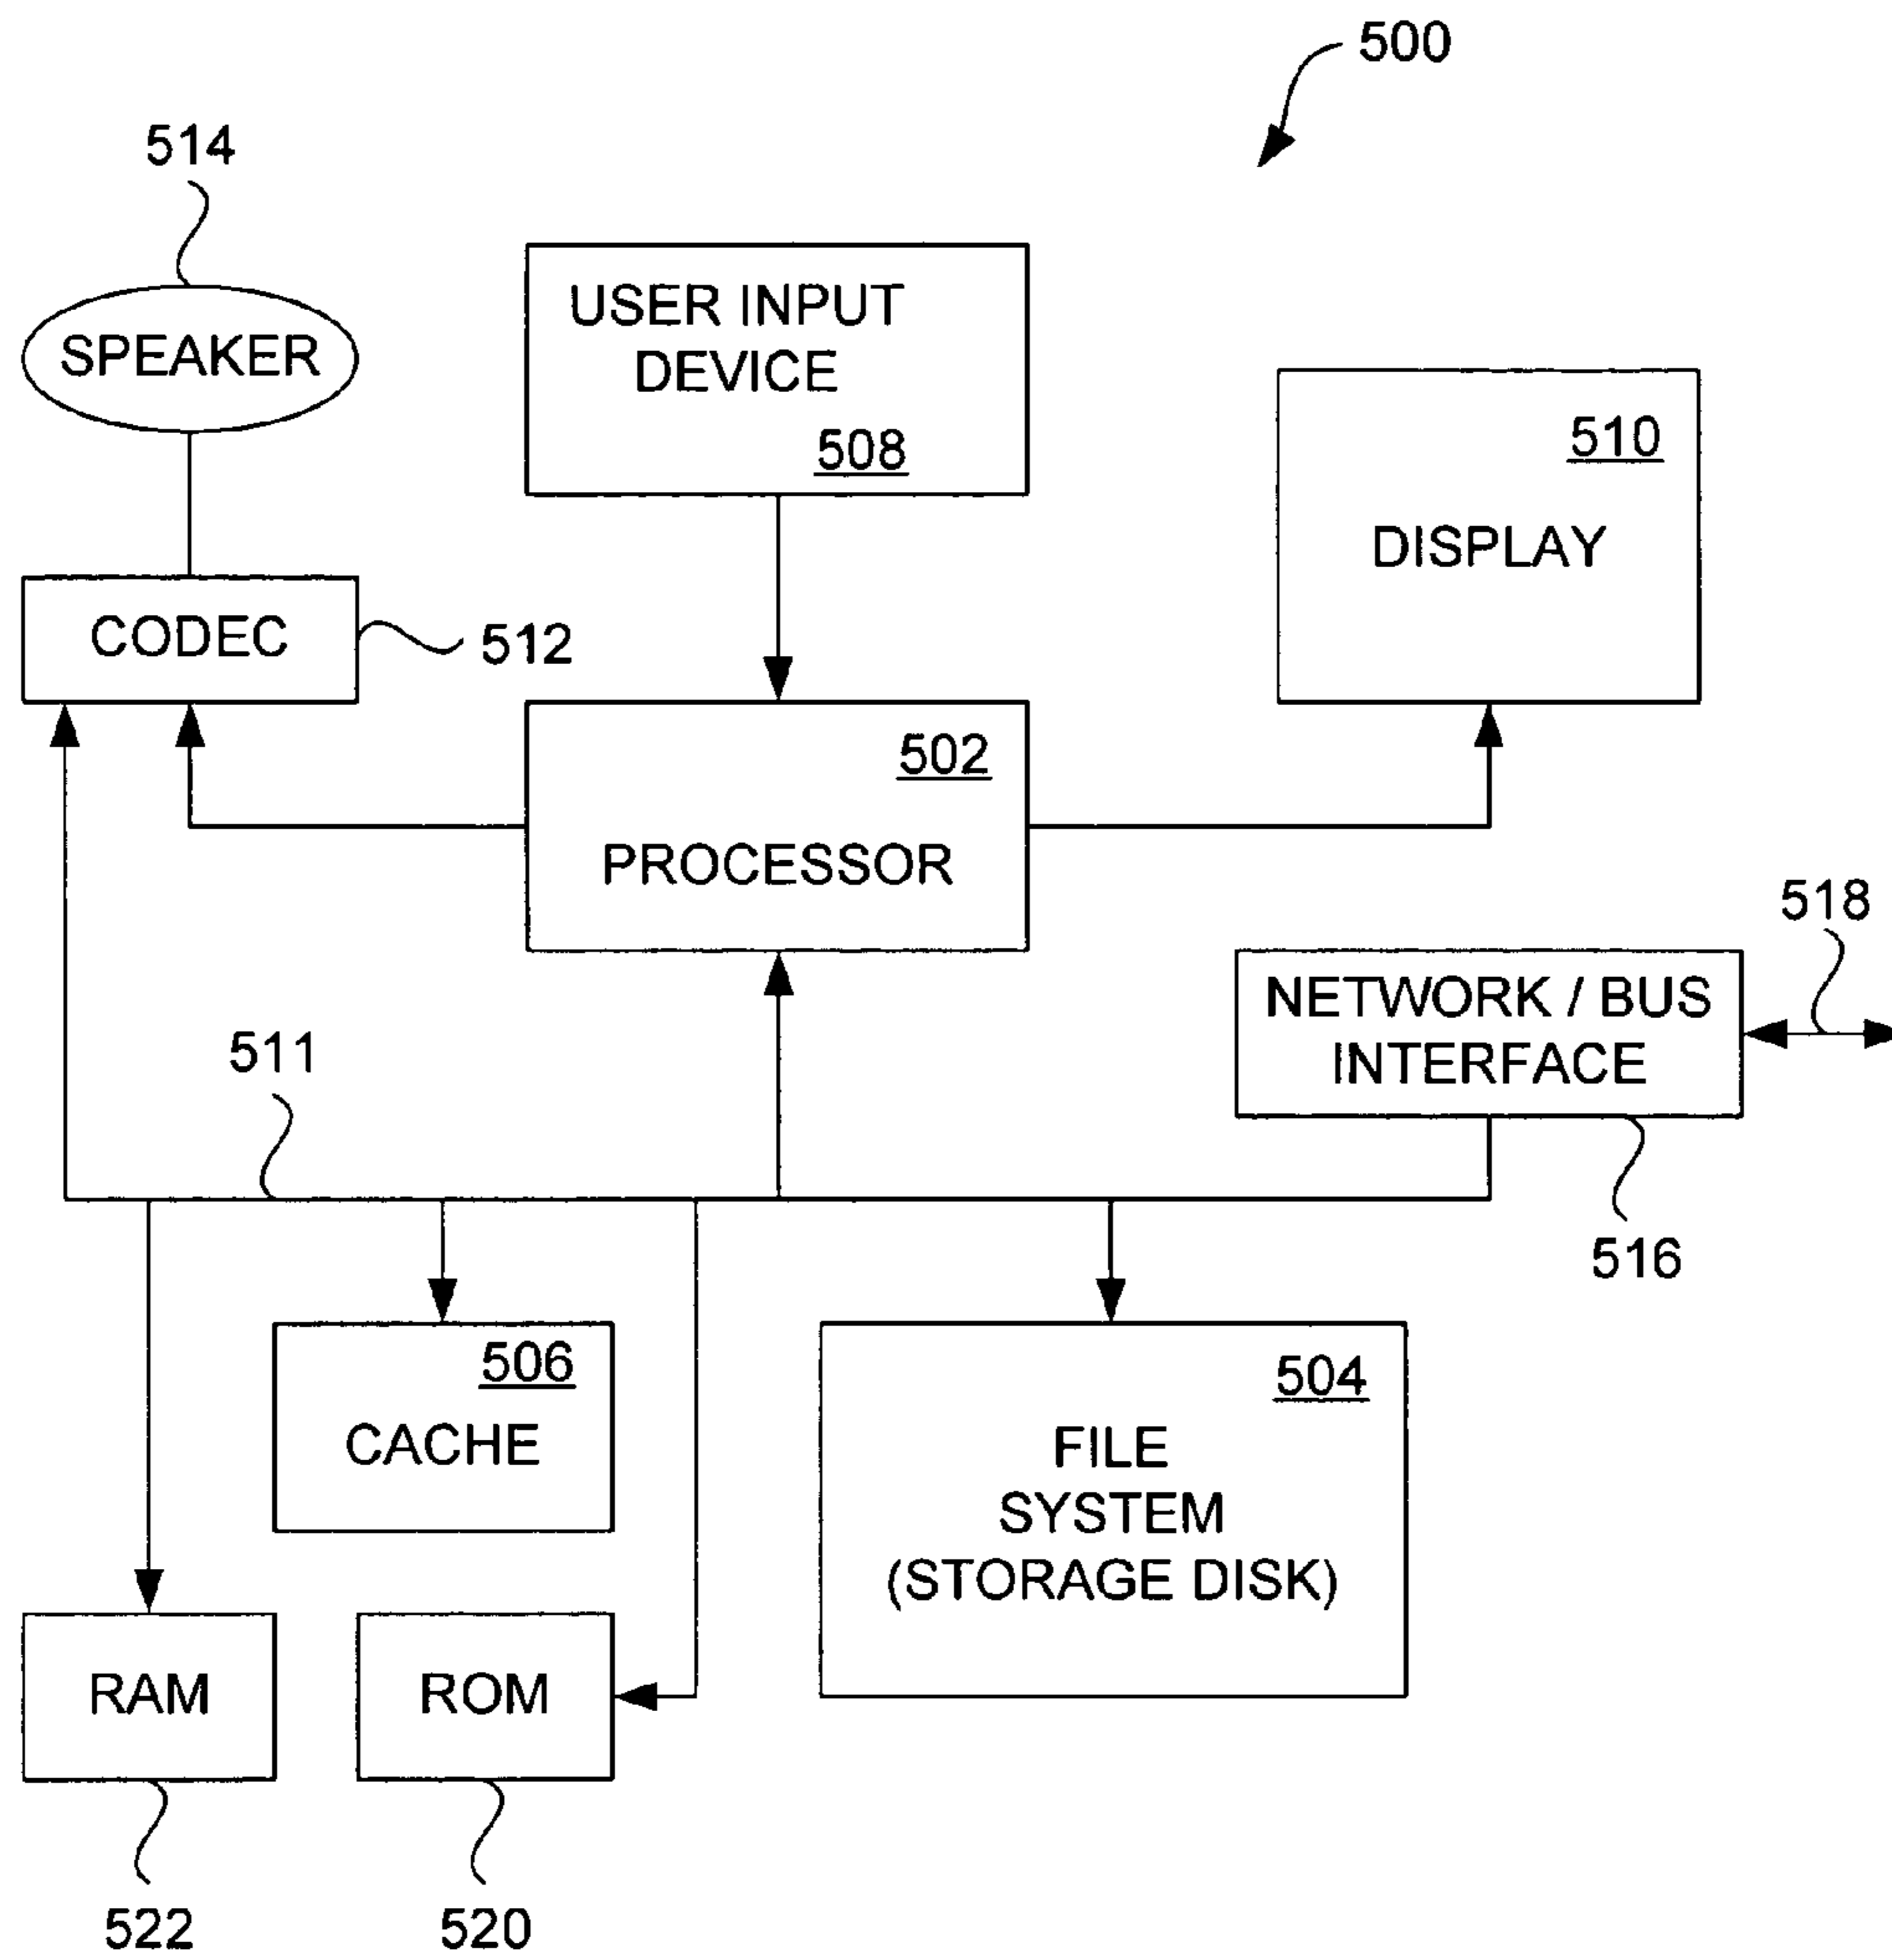 500
514
SPEAKER
USER INPUT
DEVICE
508
510
DISPLAY
CODEC
512
502
PROCESSOR
518
NETWORK / BUS
INTERFACE
511
516
506
CACHE
504
FILE
SYSTEM
(STORAGE DISK)
RAM
ROM
522
520